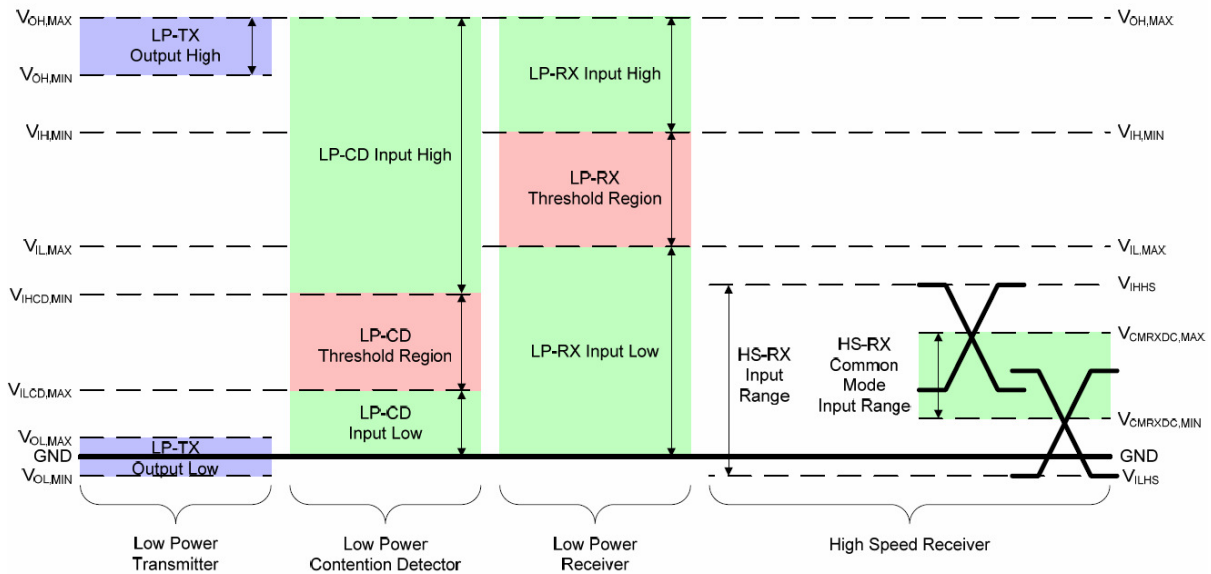 VOH,MAX
LP-TX
Output High
VOH,MIN
VIH,MIN
VIL,MAX
VIHCD,MIN
VILCD,MAX
VOL,MAX
GND
VOL,MIN
LP-TX
Output Low
LP-CD Input High
LP-CD
Threshold Region
LP-CD
Input Low
LP-RX Input High
LP-RX
Threshold Region
LP-RX Input Low
HS-RX
Input
Range
HS-RX
Common
Mode
Input Range
VOH,MAX
VIH,MIN
VIL,MAX
VIHHS
VCMRXDC,MAX
VCMRXDC,MIN
GND
VILHS
Low Power
Transmitter
Low Power
Contention Detector
Low Power
Receiver
High Speed Receiver